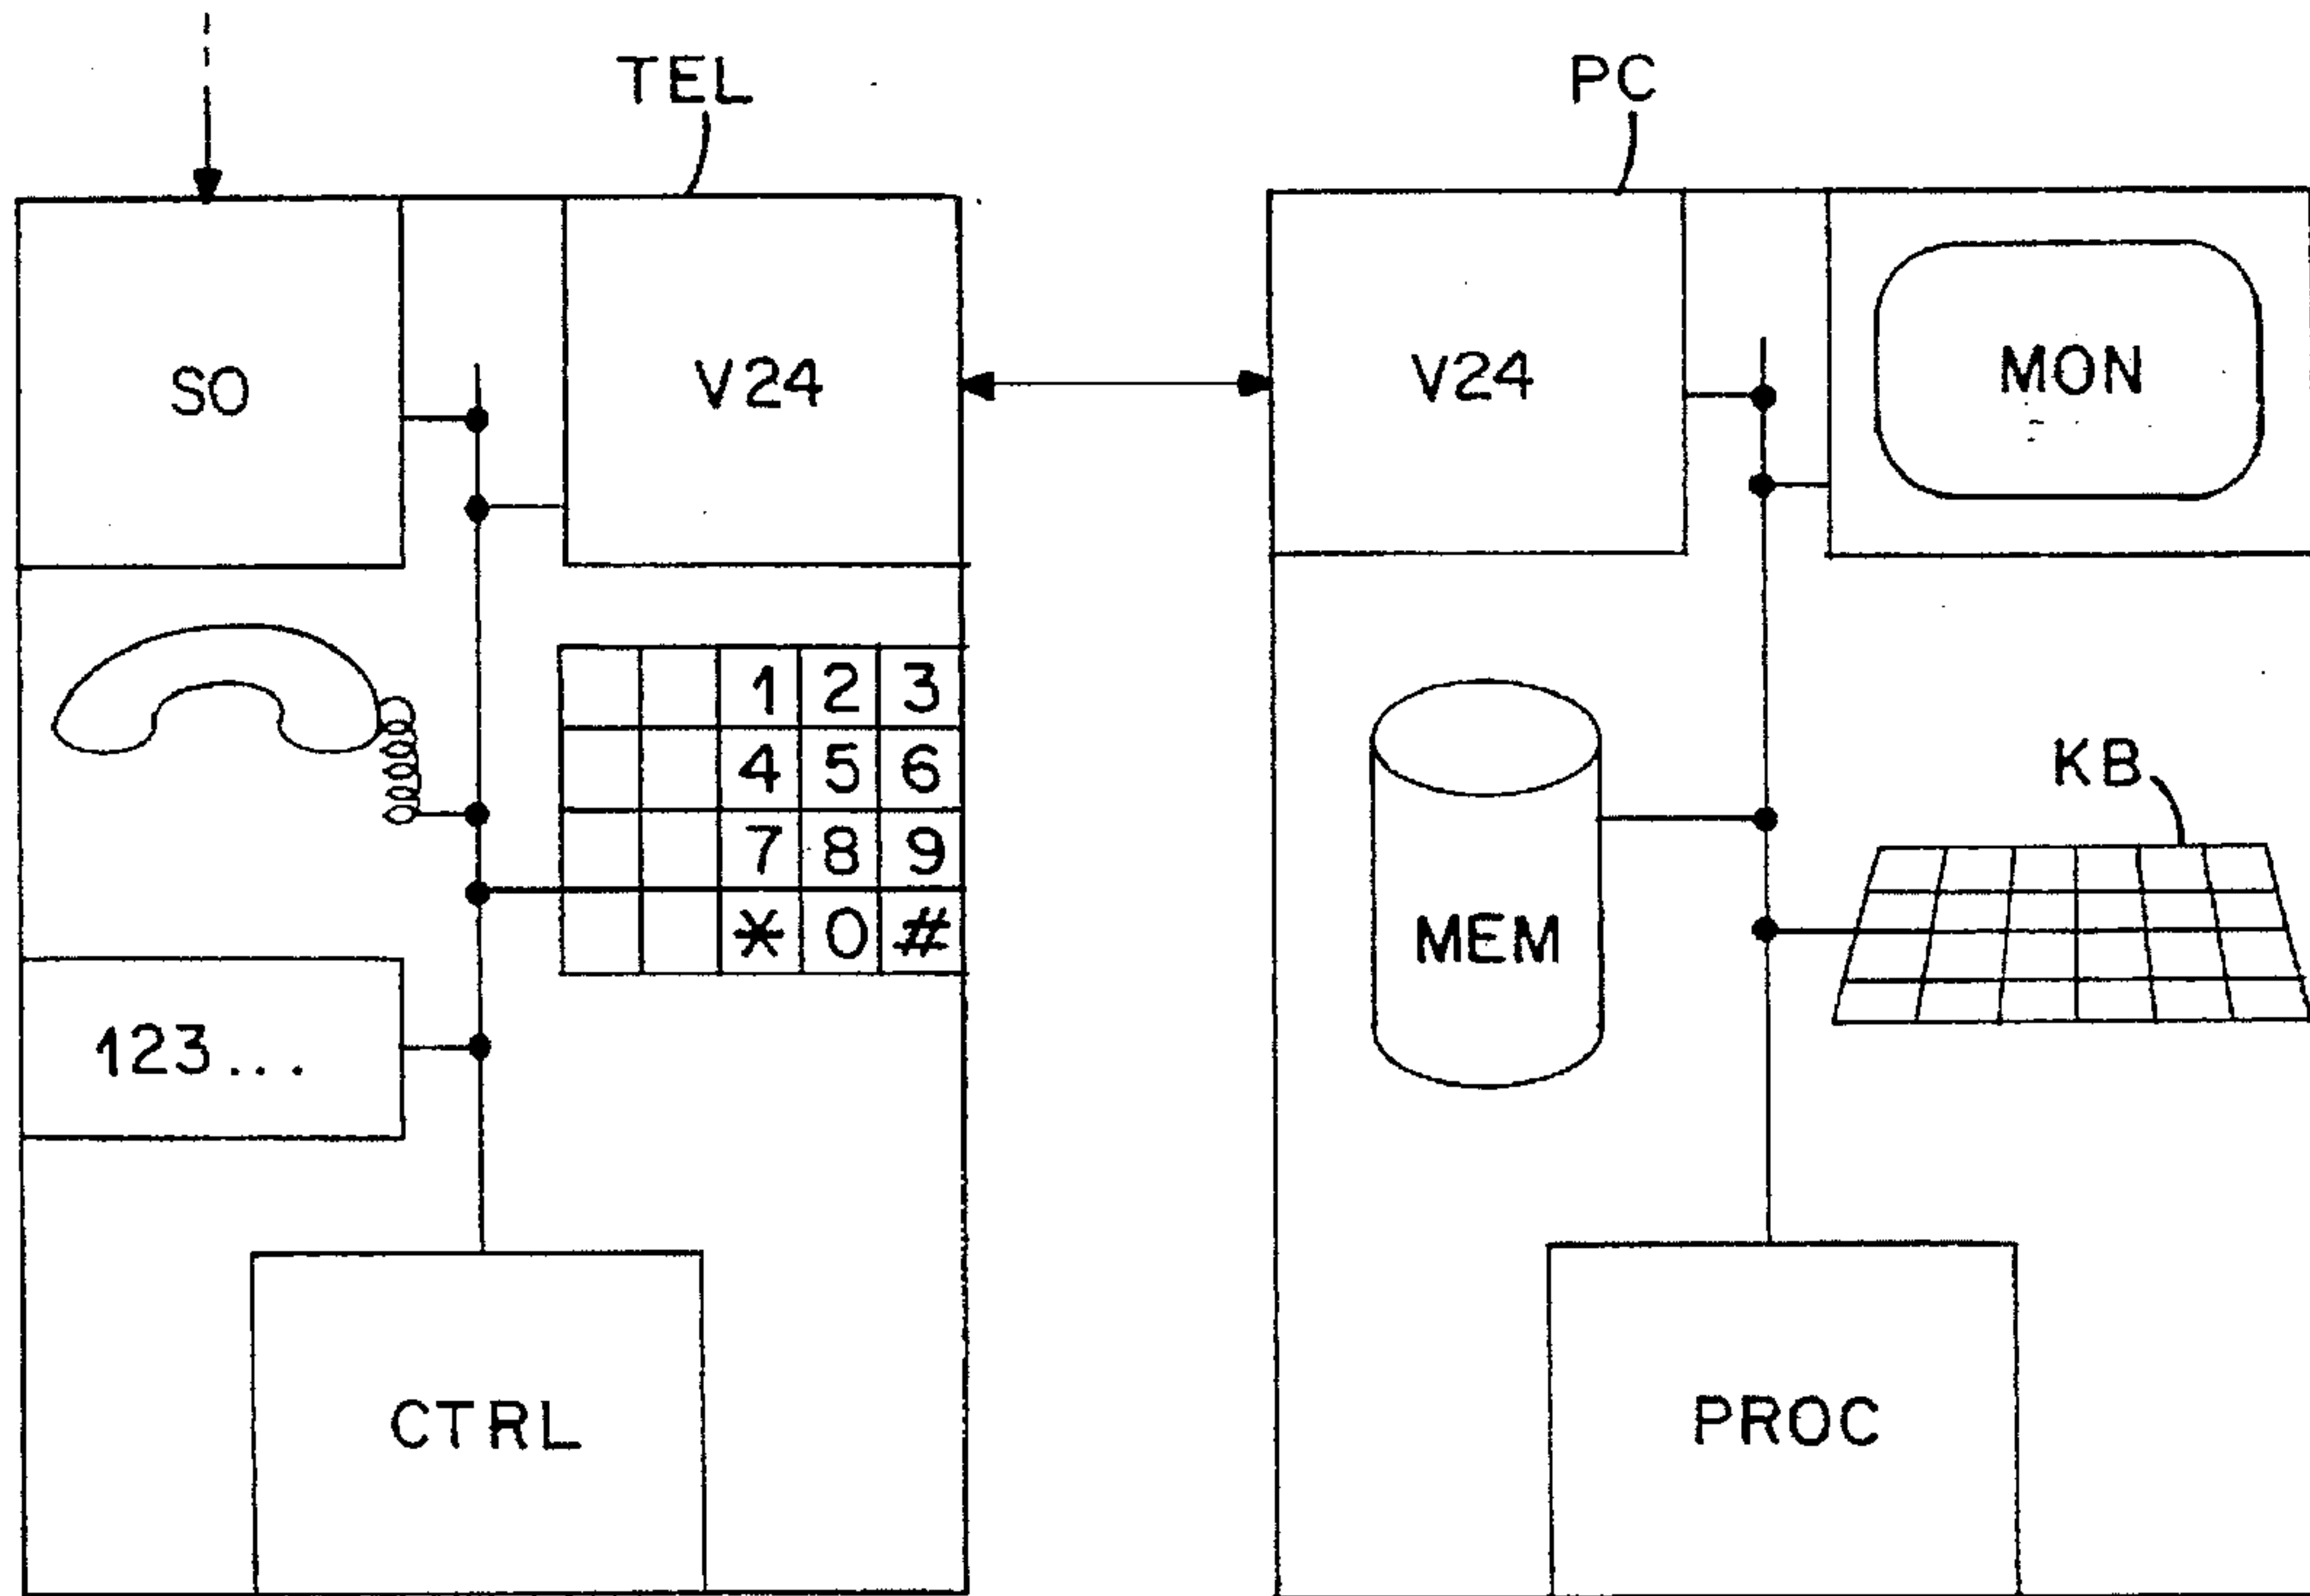 TEL
PC
SO
V24
V24
MON
1 2 3
4 5 6
7 8 9
* 0 #
KB
MEM
123...
CTRL
PROC